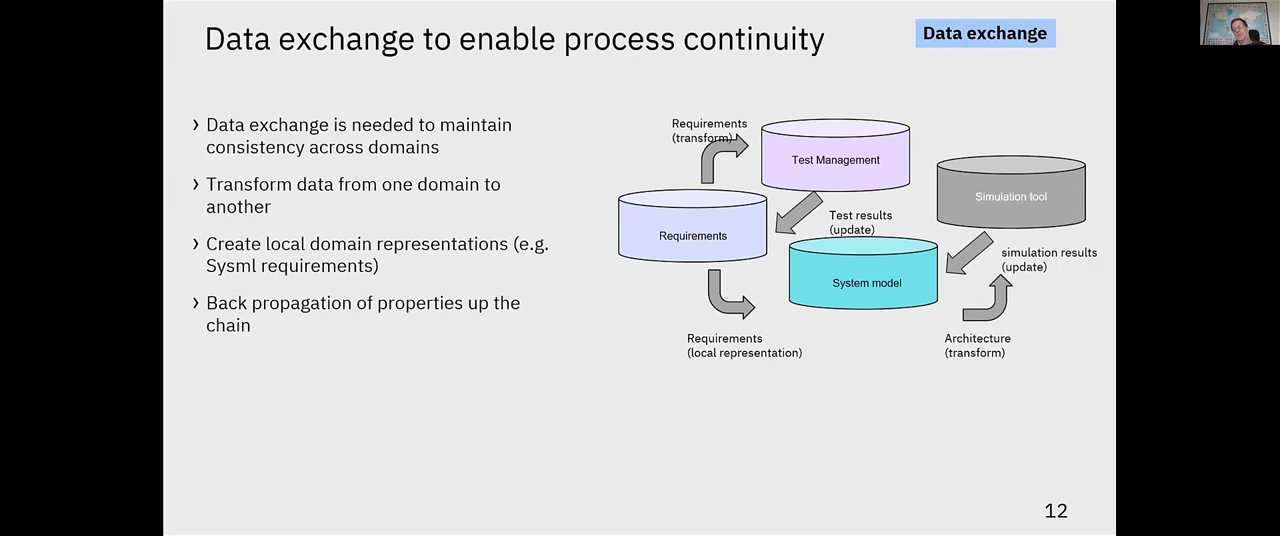 Data exchange to enable process continuity
Data exchange
› Data exchange is needed to maintain
consistency across domains
› Transform data from one domain to
another
› Create local domain representations (e.g.
Sysml requirements)
› Back propagation of properties up the
chain
Requirements
(transform)
Test Management
Simulation tool
Requirements
Test results
(update)
System model
simulation results
(update)
Requirements
(local representation)
Architecture
(transform)
12